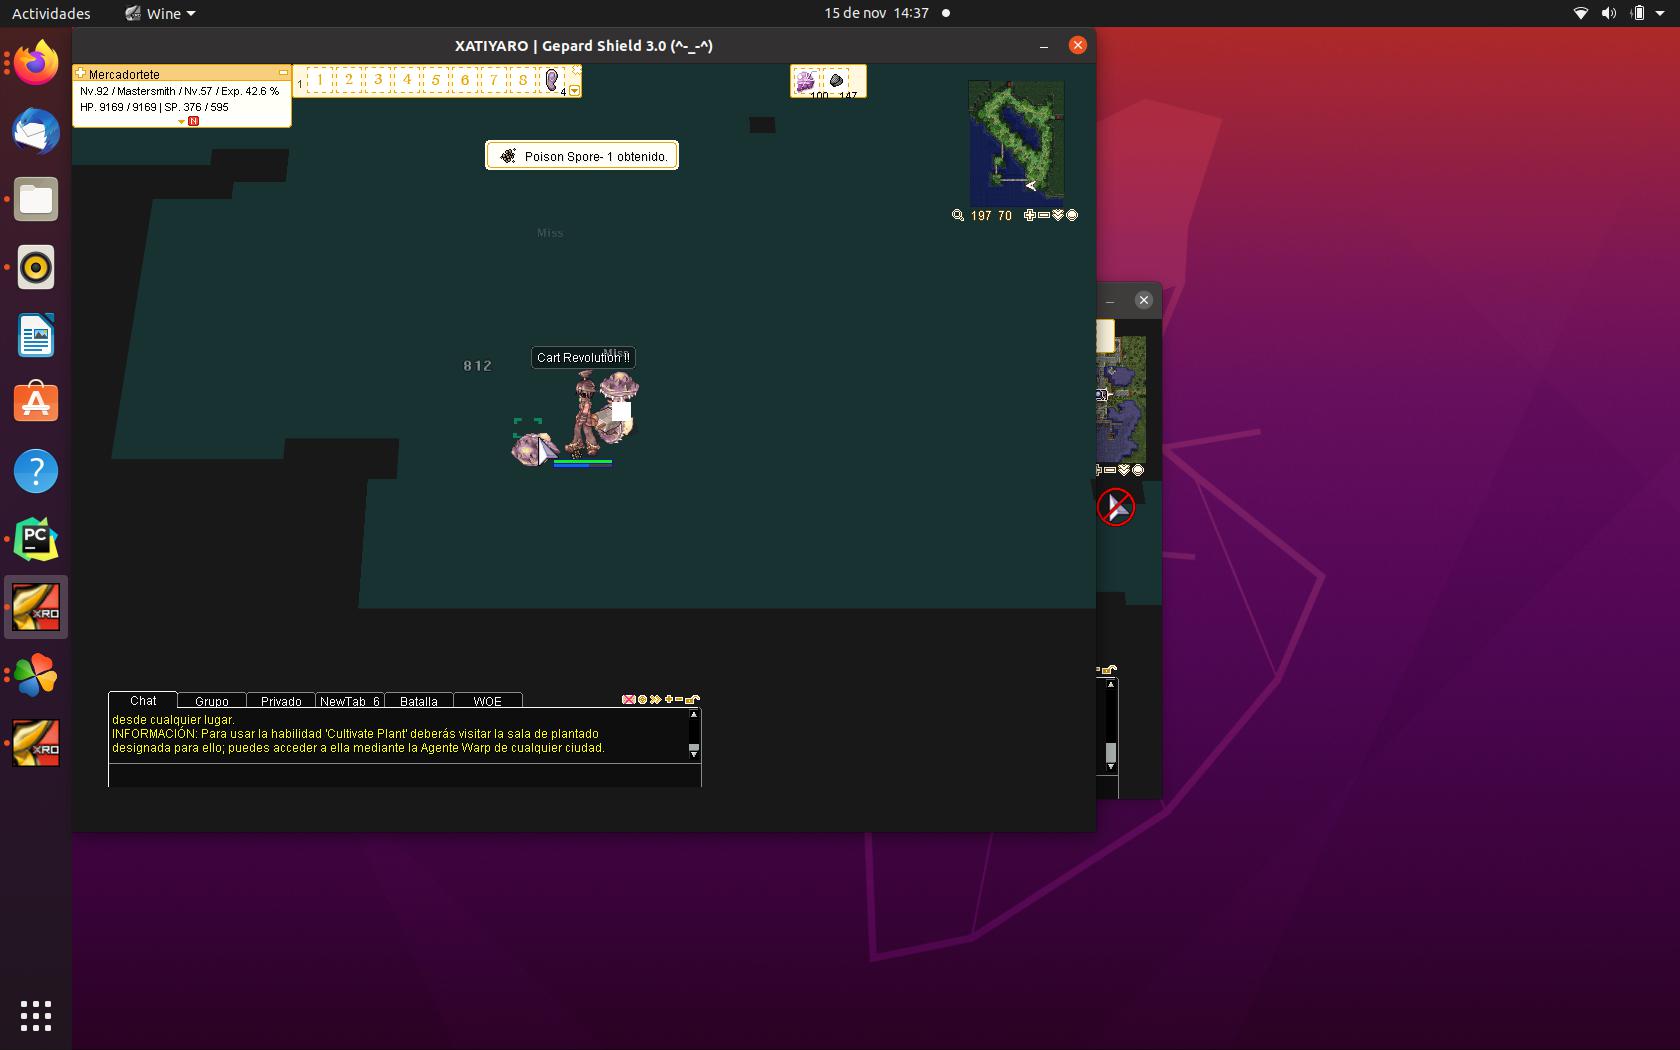 Actividades
Wine
15 de nov 14:37
XATIYARO | Gepard Shield 3.0 (^-_-^)
Mercadortete
Nv.92 / Mastersmith / Nv.57 / Exp. 42.6 %
HP. 9169 / 9169 | SP. 376 / 595
N
1
1 2 3 4 5 6 7 8
4
100 147
Poison Spore- 1 obtenido.
197 70
Miss
Miss
Cart Revolution !!
812
Chat
Grupo
Privado
NewTab_6
Batalla
WOE
desde cualquier lugar.
INFORMACIÓN: Para usar la habilidad 'Cultivate Plant' deberás visitar la sala de plantado
designada para ello; puedes acceder a ella mediante la Agente Warp de cualquier ciudad.
A
?
PC
XRO
XRO